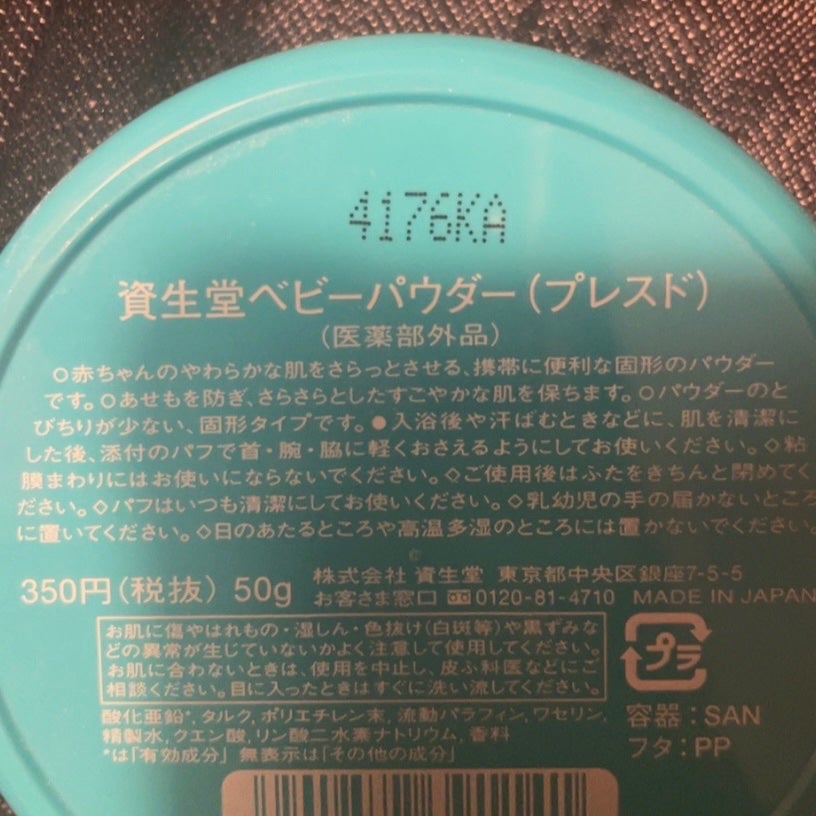 4176KA
資生堂ベビーパウダー(プレスド)
(医薬部外品)
○赤ちゃんのやわらかな肌をさらっとさせる、携帯に便利な固形のパウダー
です。○あせもを防ぎ、さらさらとしたすこやかな肌を保ちます。○パウダーのと
びちりが少ない、固形タイプです。●入浴後や汗ばむときなどに、肌を清潔に
した後、添付のパフで首・腕・脇に軽くおさえるようにしてお使いください。◇粘
膜まわりにはお使いにならないでください。◇ご使用後はふたをきちんと閉めてく
ださい。◇パフはいつも清潔にしてお使いください。◇乳幼児の手の届かないところ
に置いてください。◇日のあたるところや高温多湿のところには置かないでください。
350円(税抜) 50g
株式会社 資生堂 東京都中央区銀座7-5-5
お客さま窓口 0120-81-4710 MADE IN JAPAN
お肌に傷やはれもの・湿しん・色抜け(白斑等)や黒ずみな
どの異常が生じていないかよく注意して使用してください。
お肌に合わないときは、使用を中止し、皮ふ科医などにご
相談ください。目に入ったときはすぐに洗い流してください。
プラ
容器:SAN
フタ:PP
酸化亜鉛*, タルク, ポリエチレン末, 流動パラフィン, ワセリン,
精製水, クエン酸, リン酸二水素ナトリウム, 香料
*は「有効成分」 無表示は「その他の成分」